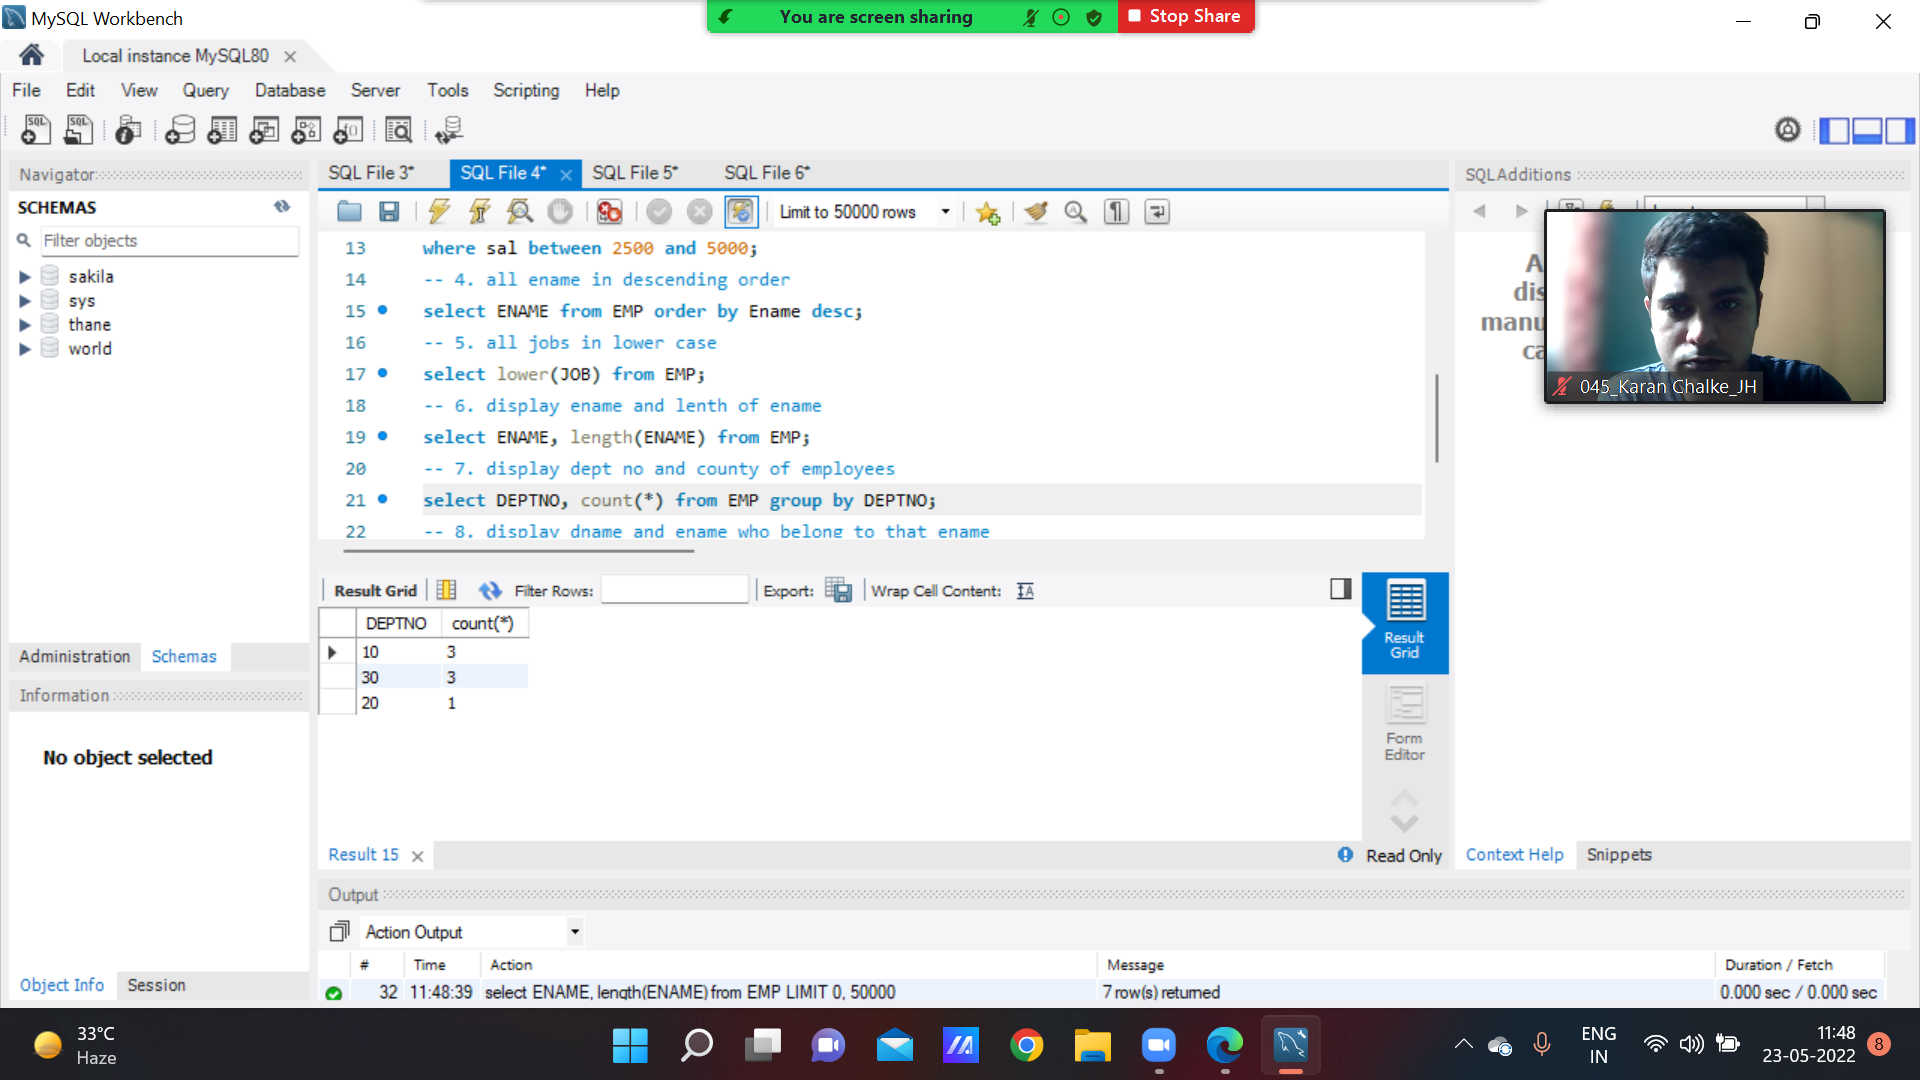 MySQL Workbench
You are screen sharing
Stop Share
Local instance MySQL80
File Edit View Query Database Server Tools Scripting Help
Navigator
SCHEMAS
Filter objects
sakila
sys
thane
world
Administration Schemas
Information
No object selected
Object Info Session
SQL File 3* SQL File 4* SQL File 5* SQL File 6*
Limit to 50000 rows
13 where sal between 2500 and 5000;
14 -- 4. all ename in descending order
15 select ENAME from EMP order by Ename desc;
16 -- 5. all jobs in lower case
17 select lower(JOB) from EMP;
18 -- 6. display ename and lenth of ename
19 select ENAME, length(ENAME) from EMP;
20 -- 7. display dept no and county of employees
21 select DEPTNO, count(*) from EMP group by DEPTNO;
22 -- 8. display dname and ename who belong to that ename
Result Grid Filter Rows: Export: Wrap Cell Content:
DEPTNO count(*)
10 3
30 3
20 1
Result
Grid
Form
Editor
Result 15
Read Only
SQLAdditions
A
dis
manu
ca
045_Karan Chalke_JH
Context Help Snippets
Output
Action Output
# Time Action Message Duration / Fetch
32 11:48:39 select ENAME, length(ENAME) from EMP LIMIT 0, 50000 7 row(s) returned 0.000 sec / 0.000 sec
33°C
Haze
ENG
IN
11:48
23-05-2022
8